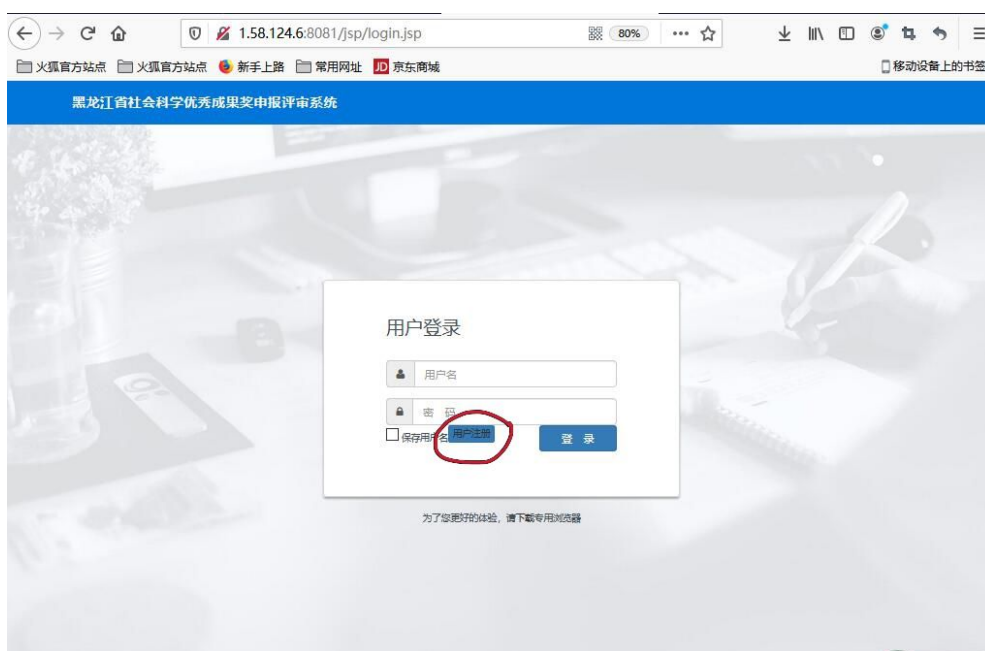 1.58.124.6:8081/jsp/login.jsp 80%
火狐官方站点 火狐官方站点 新手上路 常用网址 JD 京东商城 移动设备上的书签
黑龙江省社会科学优秀成果奖申报评审系统
用户登录
用户名
密 码
保存用户名 用户注册 登 录
为了您更好的体验，请下载专用浏览器